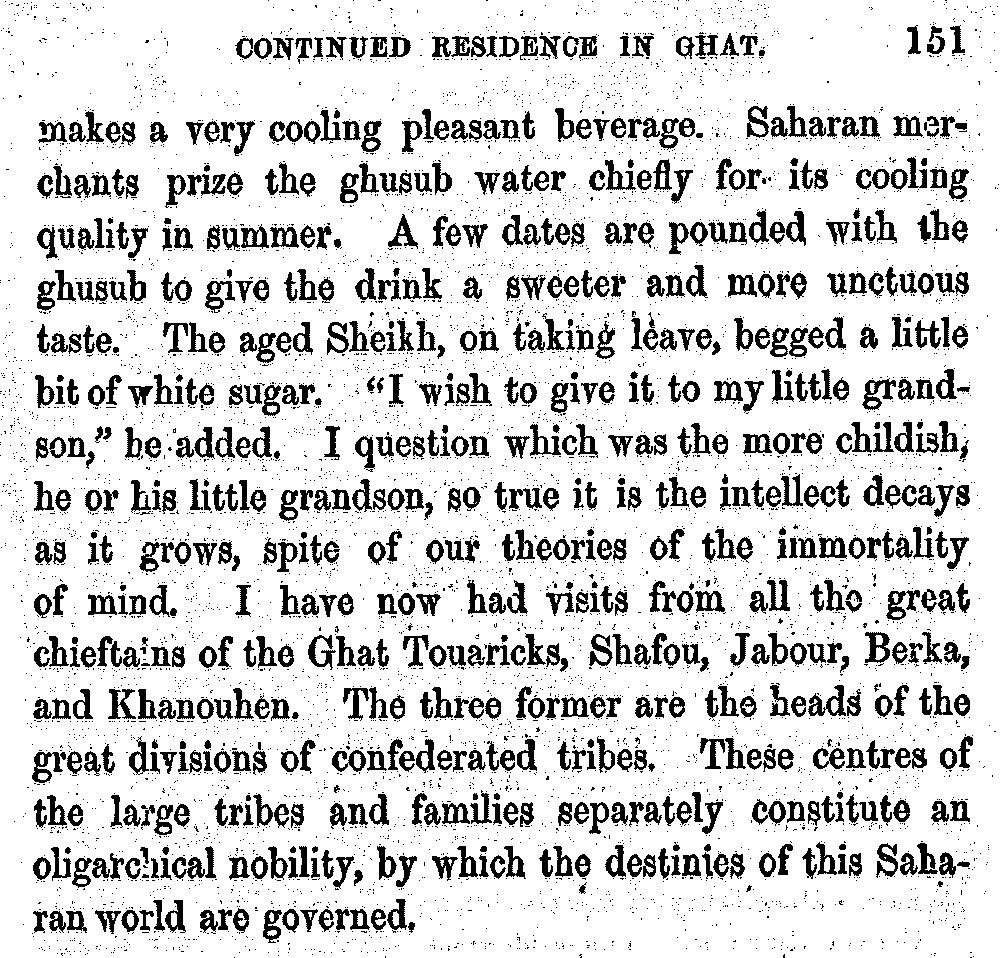 CONTINUED RESIDENCE IN GHAT. 151
makes a very cooling pleasant beverage. Saharan mer-
chants prize the ghusub water chiefly for its cooling
quality in summer. A few dates are pounded with the
ghusub to give the drink a sweeter and more unctuous
taste. The aged Sheikh, on taking leave, begged a little
bit of white sugar. “I wish to give it to my little grand-
son,” he added. I question which was the more childish,
he or his little grandson, so true it is the intellect decays
as it grows, spite of our theories of the immortality
of mind. I have now had visits from all the great
chieftains of the Ghat Touaricks, Shafou, Jabour, Berka,
and Khanouhen. The three former are the heads of the
great divisions of confederated tribes. These centres of
the large tribes and families separately constitute an
oligarchical nobility, by which the destinies of this Saha-
ran world are governed.